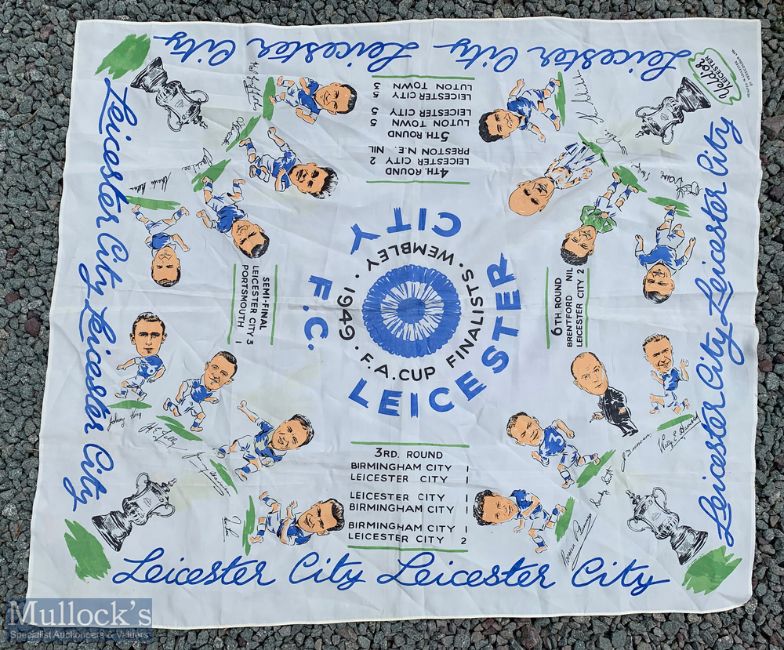 Leicester City Leicester City
Leicester City Leicester City
Leicester City Leicester City
Leicester City Leicester City
LEICESTER CITY F.C.
1949 · F.A. CUP FINALISTS · WEMBLEY ·
3RD. ROUND
BIRMINGHAM CITY 1
LEICESTER CITY 1
LEICESTER CITY 1
BIRMINGHAM CITY 1
BIRMINGHAM CITY 1
LEICESTER CITY 2
4TH ROUND
LEICESTER CITY 2
PRESTON N.E. NIL
5TH ROUND
LUTON TOWN 5
LEICESTER CITY 5
LUTON TOWN 3
LEICESTER CITY 5
6TH ROUND
BRENTFORD NIL
LEICESTER CITY 2
SEMI-FINAL
LEICESTER CITY 3
PORTSMOUTH 1
Mullock's
Specialist Auctioneers & Valuers